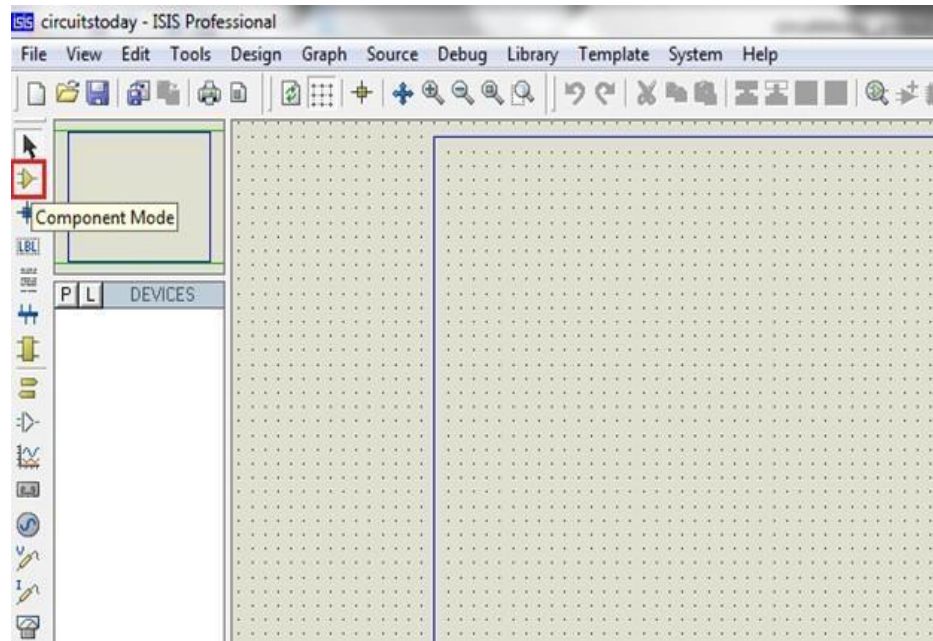 ISIS circuitstoday - ISIS Professional
File View Edit Tools Design Graph Source Debug Library Template System Help
Component Mode
LBL
P L DEVICES
V
I